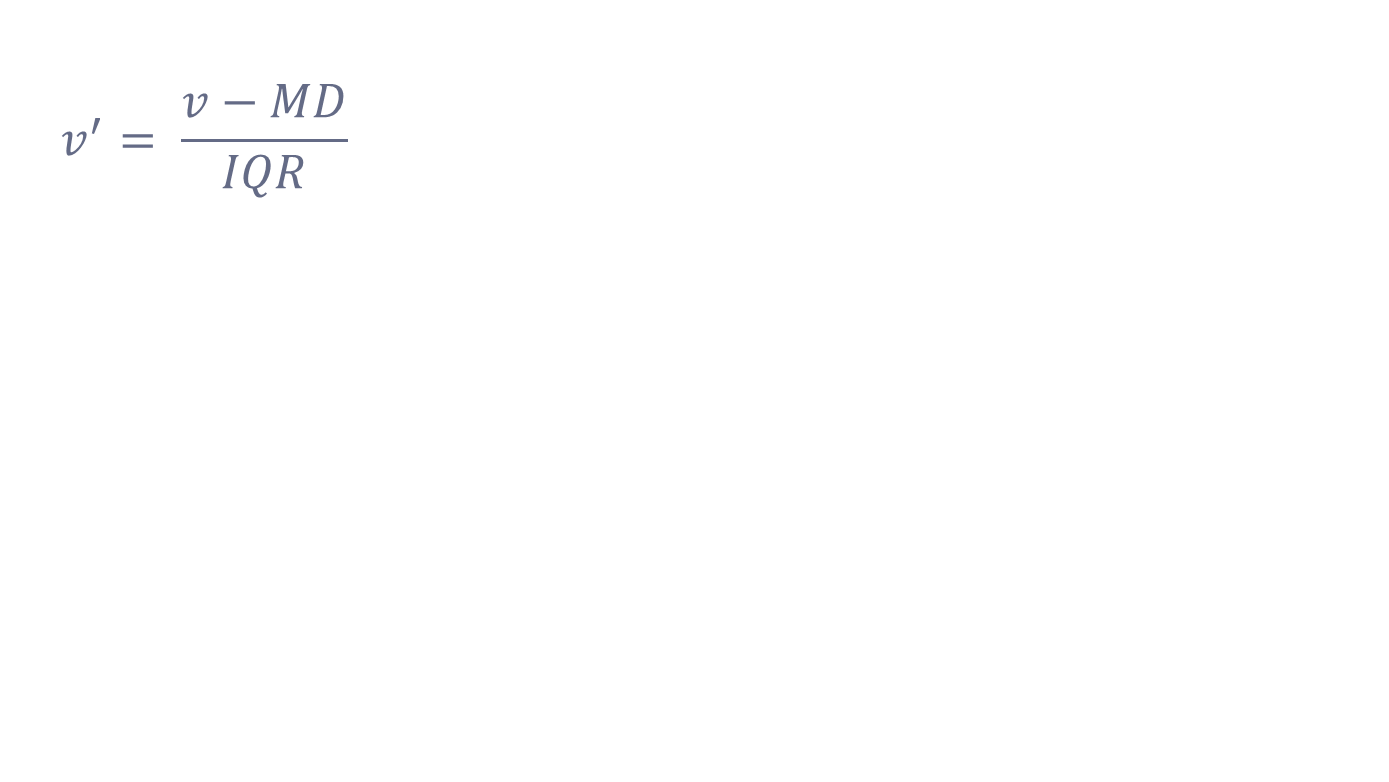 v′ = (v − MD) / IQR